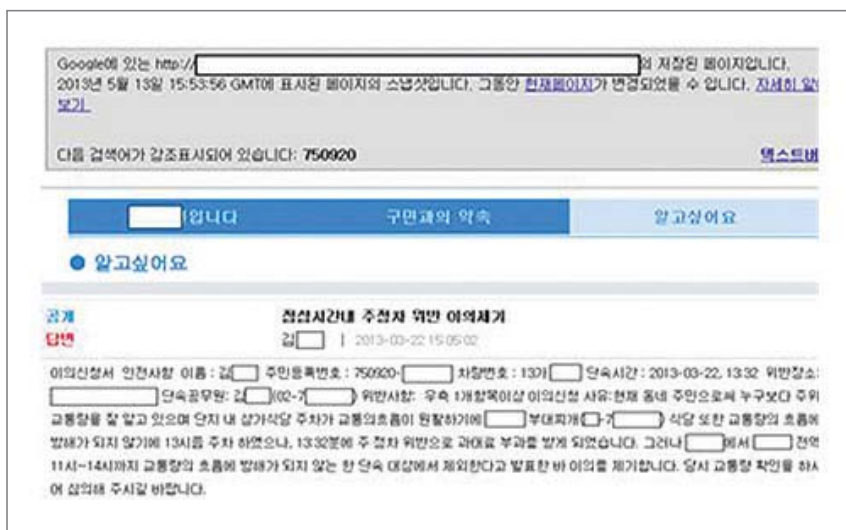 Google에 있는 http:// 의 저장된 페이지입니다.
2013년 5월 13일 15:53:56 GMT에 표시된 페이지의 스냅샷입니다. 그동안 현재페이지가 변경되었을 수 있습니다. 자세히 알아
보기
다음 검색어가 강조표시되어 있습니다: 750920
텍스트버
입니다 구민과의 약속 알고싶어요
알고싶어요
공개 점심시간내 주정차 위반 이의제기
답변 김 | 2013-03-22 15:05:02
이의신청서 인전사항 이름 : 김 주민등록번호 : 750920- 차량번호 : 13가 단속시간 : 2013-03-22, 13:32 위반장소:
단속공무원: 김 (02-7 ) 위반사항: 우측 1개항목이상 이의신청 사유:현재 동네 주민으로써 누구보다 주위
교통량을 잘 알고 있으며 단지 내 상가식당 주차가 교통의흐름이 원활하기에 부대찌개( -7 ) 식당 또한 교통량의 흐름에
방해가 되지 않기에 13시쯤 주차 하였으나, 13:32분에 주 정차 위반으로 과태료 부과를 받게 되었습니다. 그러나 에서 전역
11시~14시까지 교통량의 흐름에 방해가 되지 않는 한 단속 대상에서 제외한다고 발표한 바 이의를 제기합니다. 당시 교통량 확인을 하시
어 심의해 주시길 바랍니다.